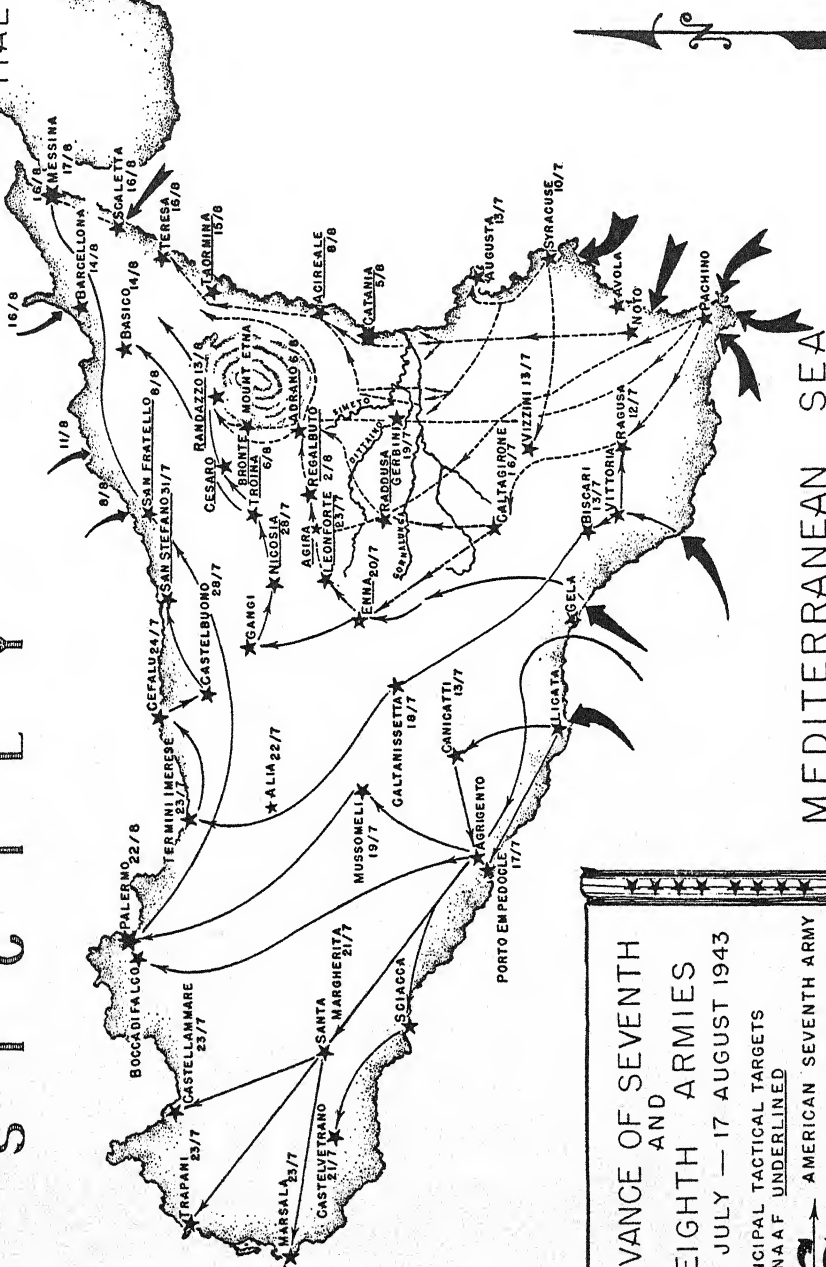 SICILY
MESSINA
16/8
17/8
16/8
SCALETTA
16/8
BARCELLONA
14/8
TERESA
16/8
BASICO 14/8
TAORMINA
15/8
11/8
8/8
SAN FRATELLO
8/8
RANDAZZO 13/8
CESARO
BRONTE
MOUNT ETNA
6/8
TROINA
ACIREALE
8/8
SAN STEFANO 31/7
ADRANO 6/8
CATANIA
5/8
NICOSIA
28/7
AGIRA
REGALBUTO
2/8
LEONFORTE
23/7
SIMETO
DITTAINO
GORNALUNGA
RADDUSA
GERBINI
19/7
AUGUSTA
13/7
CEFALU 24/7
CASTELBUONO
28/7
GANGI
ENNA 20/7
CALTAGIRONE
16/7
VIZZINI 13/7
SYRACUSE
10/7
AVOLA
NOTO
PACHINO
RAGUSA
12/7
BISCARI
13/7
VITTORIA
TERMINI IMERESE
23/7
ALIA 22/7
CALTANISSETTA
18/7
CANICATTI
13/7
GELA
LICATA
PALERMO
22/8
BOCCADIFALCO
MUSSOMELI
19/7
AGRIGENTO
PORTO EMPEDOCLE
17/7
CASTELLAMMARE
23/7
SANTA
MARGHERITA
21/7
SCIACCA
TRAPANI
23/7
MARSALA
23/7
CASTELVETRANO
21/7
N
MEDITERRANEAN SEA
VANCE OF SEVENTH
AND
EIGHTH ARMIES
JULY — 17 AUGUST 1943
NCIPAL TACTICAL TARGETS
NAAF UNDERLINED
AMERICAN SEVENTH ARMY